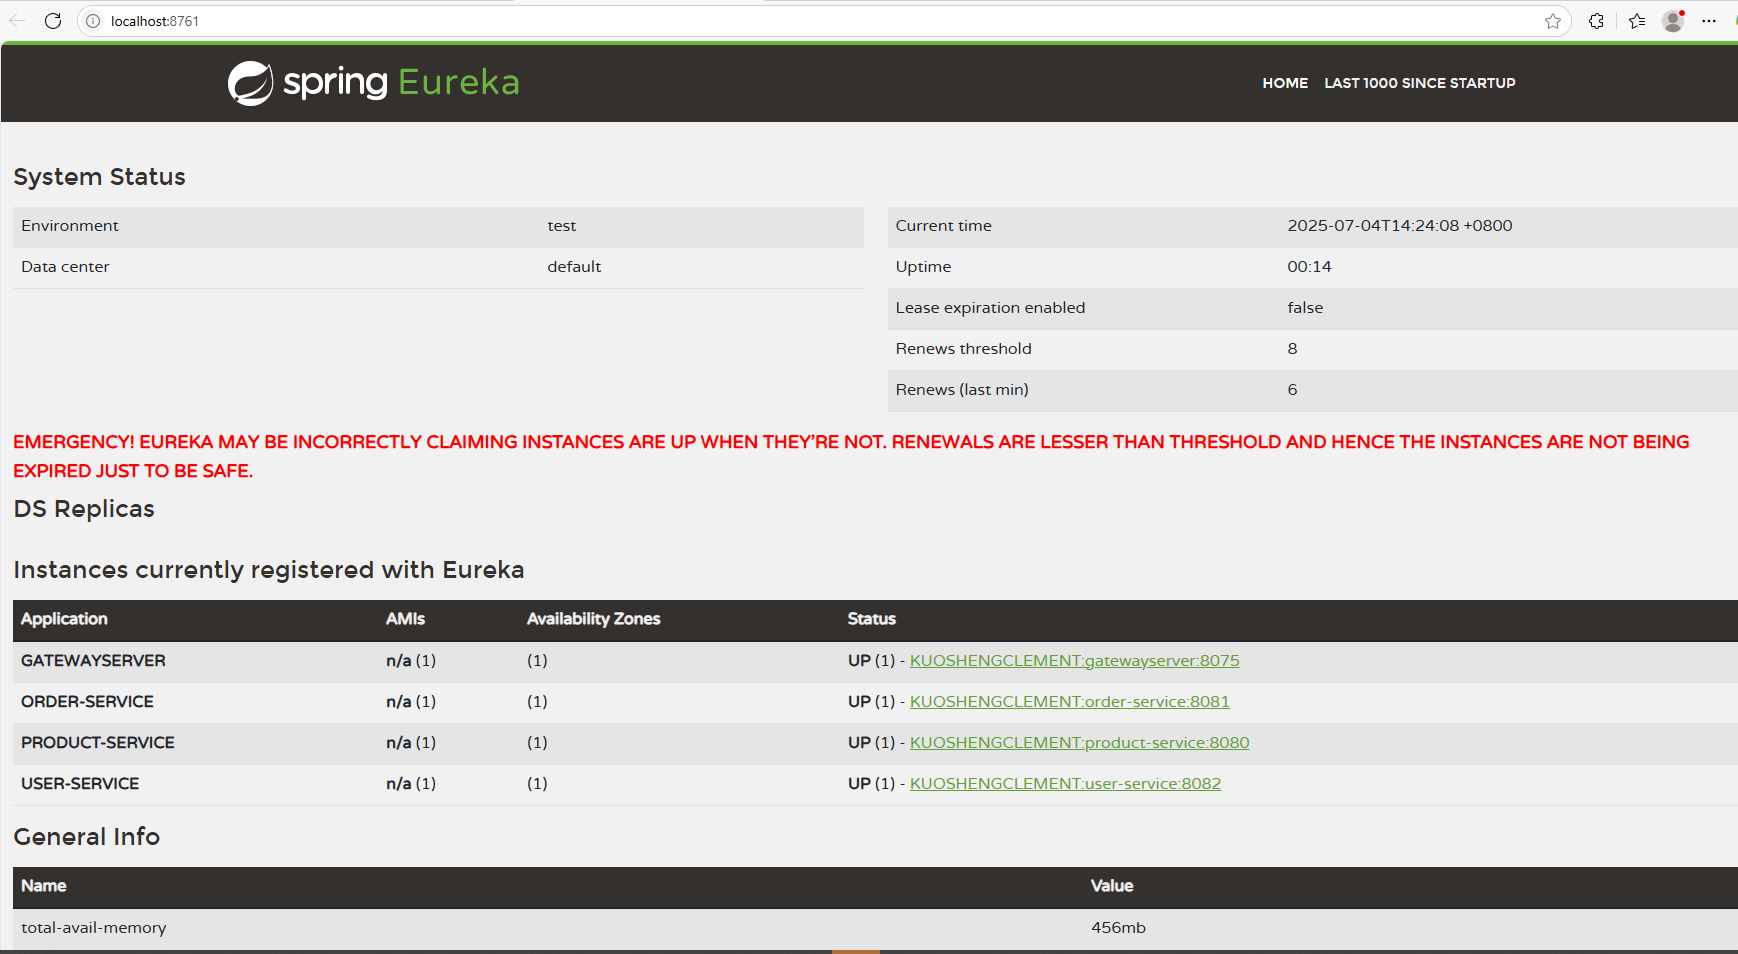 localhost:8761
spring Eureka
HOME LAST 1000 SINCE STARTUP
System Status
Environment test
Data center default
Current time 2025-07-04T14:24:08 +0800
Uptime 00:14
Lease expiration enabled false
Renews threshold 8
Renews (last min) 6
EMERGENCY! EUREKA MAY BE INCORRECTLY CLAIMING INSTANCES ARE UP WHEN THEY'RE NOT. RENEWALS ARE LESSER THAN THRESHOLD AND HENCE THE INSTANCES ARE NOT BEING
EXPIRED JUST TO BE SAFE.
DS Replicas
Instances currently registered with Eureka
Application AMIs Availability Zones Status
GATEWAYSERVER n/a (1) (1) UP (1) - KUOSHENGCLEMENT:gatewayserver:8075
ORDER-SERVICE n/a (1) (1) UP (1) - KUOSHENGCLEMENT:order-service:8081
PRODUCT-SERVICE n/a (1) (1) UP (1) - KUOSHENGCLEMENT:product-service:8080
USER-SERVICE n/a (1) (1) UP (1) - KUOSHENGCLEMENT:user-service:8082
General Info
Name Value
total-avail-memory 456mb